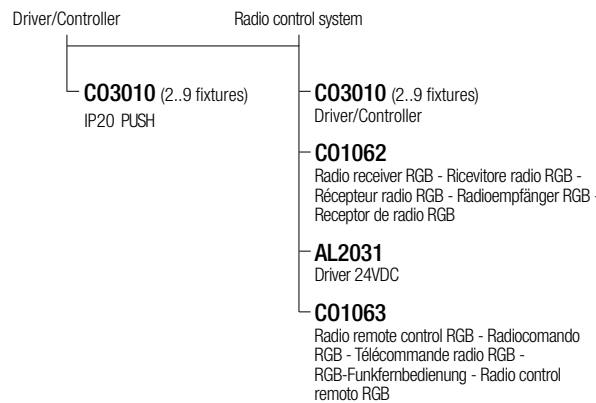 Driver/Controller
Radio control system
CO3010 (2..9 fixtures)
IP20 PUSH
CO3010 (2..9 fixtures)
Driver/Controller
CO1062
Radio receiver RGB - Ricevitore radio RGB -
Récepteur radio RGB - Radioempfänger RGB -
Receptor de radio RGB
AL2031
Driver 24VDC
CO1063
Radio remote control RGB - Radiocomando
RGB - Télécommande radio RGB -
RGB-Funkfernbedienung - Radio control
remoto RGB